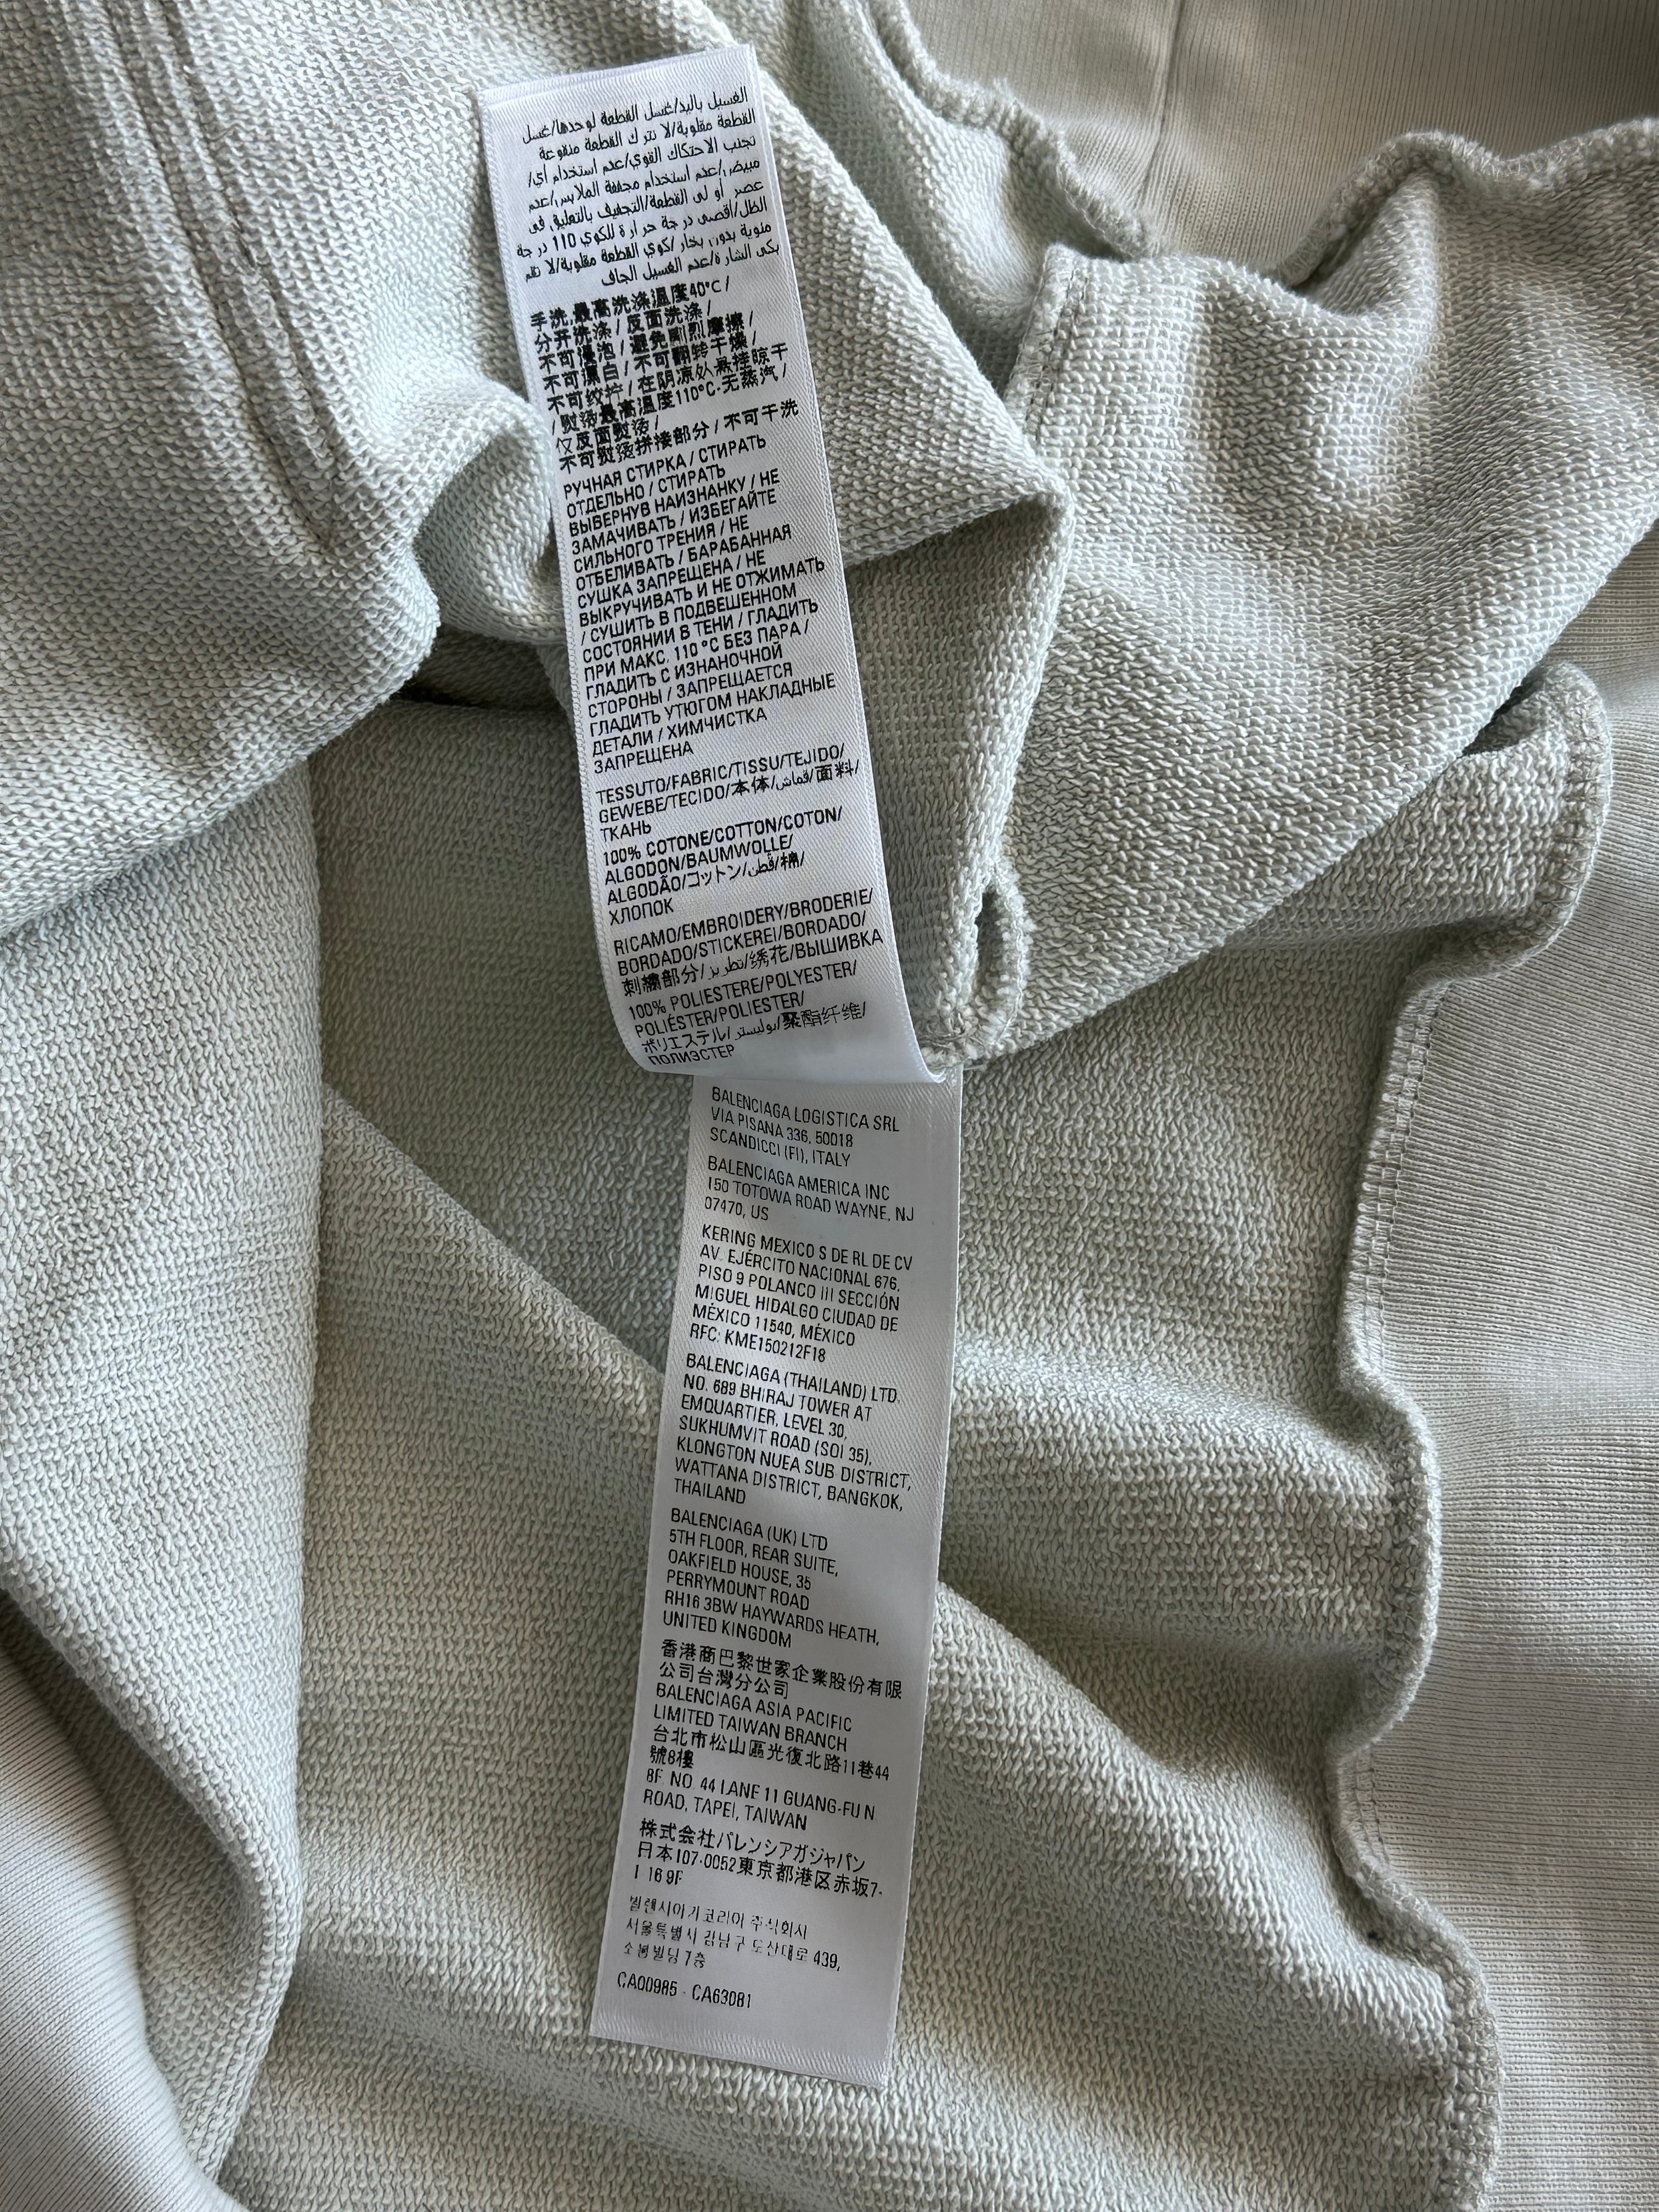 الغسيل باليد/غسل القطعة لوحدها/غسل
القطعة مقلوبة/لا تترك القطعة منقوعة
تجنب الاحتكاك القوي/عدم استخدام أي/
مبيض/عدم استخدام مجففة الملابس/عدم
عصر أو لي القطعة/التجفيف بالتعليق في
الظل/أقصى درجة حرارة للكوي 110 درجة
مئوية بدون بخار/كوي القطعة مقلوبة/لا تقم
بكي الشارة/عدم الغسيل الجاف
手洗,最高洗涤温度40°C/
分开洗涤 / 反面洗涤 /
不可浸泡 / 避免剧烈摩擦 /
不可漂白 / 不可翻转干燥 /
不可绞拧 / 在阴凉处悬挂晾干
/ 熨烫最高温度110°C-无蒸汽 /
仅反面熨烫 /
不可熨烫拼接部分 / 不可干洗
РУЧНАЯ СТИРКА / СТИРАТЬ
ОТДЕЛЬНО / СТИРАТЬ
ВЫВЕРНУВ НАИЗНАНКУ / НЕ
ЗАМАЧИВАТЬ / ИЗБЕГАЙТЕ
СИЛЬНОГО ТРЕНИЯ / НЕ
ОТБЕЛИВАТЬ / БАРАБАННАЯ
СУШКА ЗАПРЕЩЕНА / НЕ
ВЫКРУЧИВАТЬ И НЕ ОТЖИМАТЬ
/ СУШИТЬ В ПОДВЕШЕННОМ
СОСТОЯНИИ В ТЕНИ / ГЛАДИТЬ
ПРИ МАКС. 110 °C БЕЗ ПАРА /
ГЛАДИТЬ С ИЗНАНОЧНОЙ
СТОРОНЫ / ЗАПРЕЩАЕТСЯ
ГЛАДИТЬ УТЮГОМ НАКЛАДНЫЕ
ДЕТАЛИ / ХИМЧИСТКА
ЗАПРЕЩЕНА
TESSUTO/FABRIC/TISSU/TEJIDO/
GEWEBE/TECIDO/本体/قماش/面料/
ТКАНЬ
100% COTONE/COTTON/COTON/
ALGODON/BAUMWOLLE/
ALGODÃO/コットン/قطن/棉/
ХЛОПОК
RICAMO/EMBROIDERY/BRODERIE/
BORDADO/STICKEREI/BORDADO/
刺繍部分/تطريز/绣花/ВЫШИВКА
100% POLIESTERE/POLYESTER/
POLIÉSTER/POLIESTER/
ポリエステル/بوليستر/聚酯纤维/
ПОЛИЭСТЕР
BALENCIAGA LOGISTICA SRL
VIA PISANA 336, 50018
SCANDICCI (FI), ITALY
BALENCIAGA AMERICA INC
150 TOTOWA ROAD WAYNE, NJ
07470, US
KERING MEXICO S DE RL DE CV
AV. EJÉRCITO NACIONAL 676,
PISO 9 POLANCO III SECCIÓN
MIGUEL HIDALGO CIUDAD DE
MÉXICO 11540, MÉXICO
RFC: KME150212F18
BALENCIAGA (THAILAND) LTD.
NO. 689 BHIRAJ TOWER AT
EMQUARTIER, LEVEL 30,
SUKHUMVIT ROAD (SOI 35),
KLONGTON NUEA SUB DISTRICT,
WATTANA DISTRICT, BANGKOK,
THAILAND
BALENCIAGA (UK) LTD
5TH FLOOR, REAR SUITE,
OAKFIELD HOUSE, 35
PERRYMOUNT ROAD
RH16 3BW HAYWARDS HEATH,
UNITED KINGDOM
香港商巴黎世家企業股份有限
公司台灣分公司
BALENCIAGA ASIA PACIFIC
LIMITED TAIWAN BRANCH
台北市松山區光復北路11巷44
號8樓
8F. NO. 44 LANE 11 GUANG-FU N
ROAD, TAPEI, TAIWAN
株式会社バレンシアガジャパン
日本107-0052東京都港区赤坂7-
1 16 9F
발렌시아가코리아 주식회사
서울특별시 강남구 도산대로 439,
소봉빌딩 7층
CA00985 - CA63081